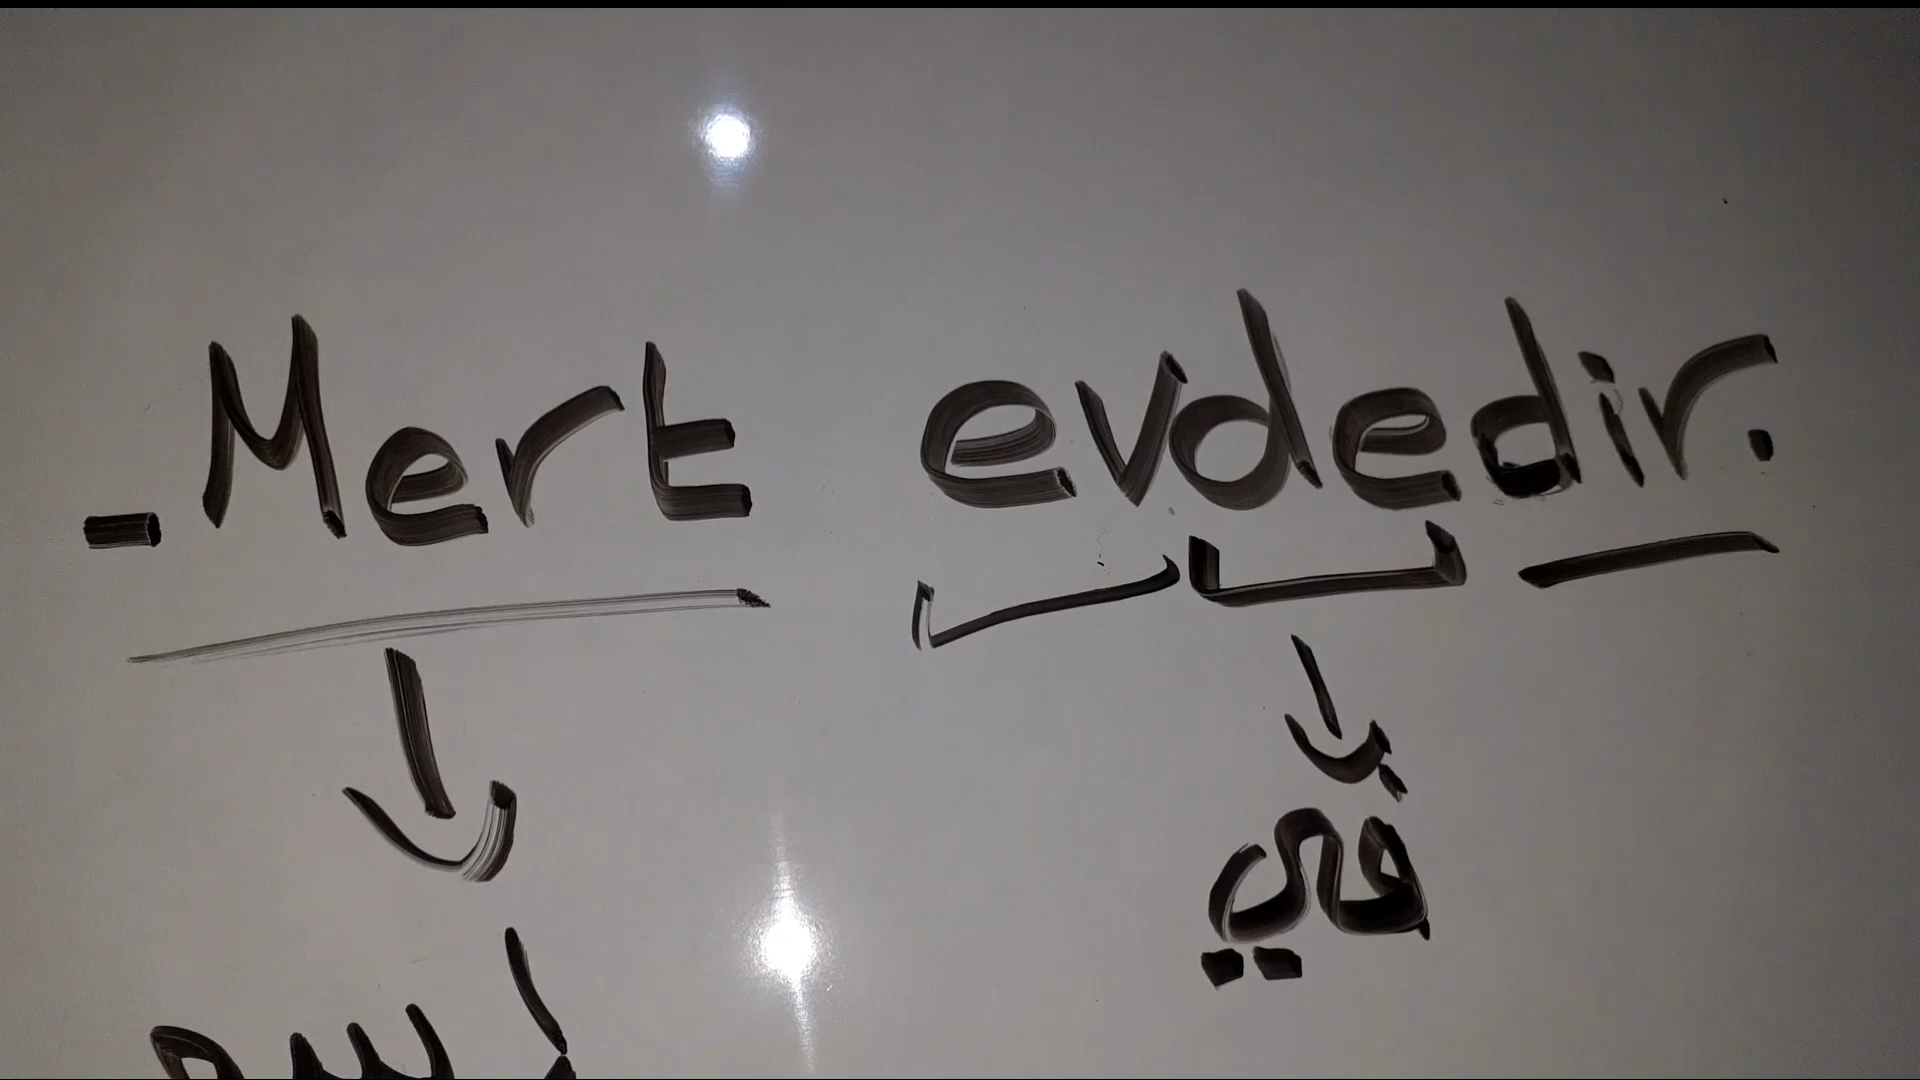 - Mert evdedir.
في